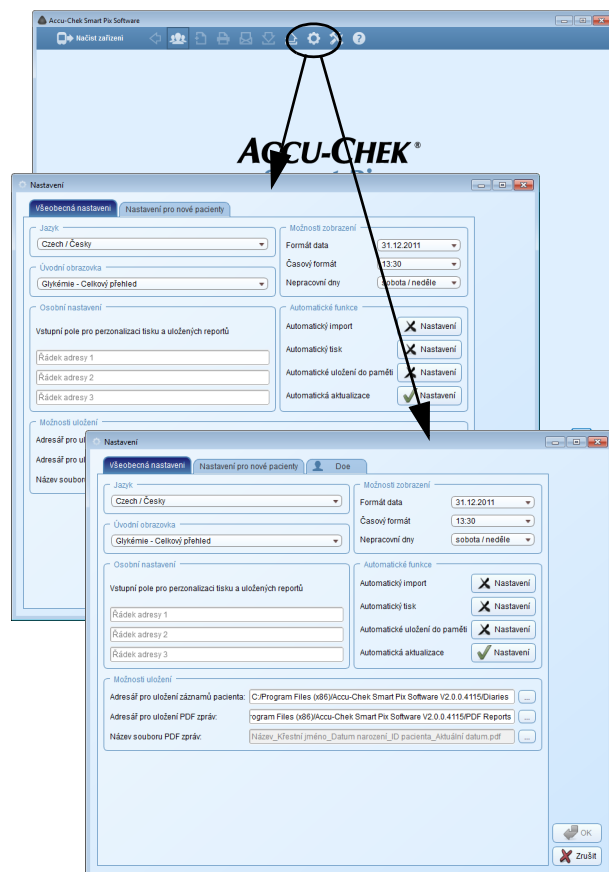 Accu-Chek Smart Pix Software
Načíst zařízení
ACCU-CHEK®
Nastavení
Všeobecná nastavení
Nastavení pro nové pacienty
Jazyk
Czech / Česky
Úvodní obrazovka
Glykémie - Celkový přehled
Osobní nastavení
Vstupní pole pro perzonalizaci tisku a uložených reportů
Řádek adresy 1
Řádek adresy 2
Řádek adresy 3
Možnosti zobrazení
Formát data 31.12.2011
Časový formát 13:30
Nepracovní dny sobota / neděle
Automatické funkce
Automatický import Nastavení
Automatický tisk Nastavení
Automatické uložení do paměti Nastavení
Automatická aktualizace Nastavení
Možnosti uložení
Adresář pro
Adresář pro
Název
Nastavení
Všeobecná nastavení
Nastavení pro nové pacienty
Doe
Jazyk
Czech / Česky
Úvodní obrazovka
Glykémie - Celkový přehled
Osobní nastavení
Vstupní pole pro perzonalizaci tisku a uložených reportů
Řádek adresy 1
Řádek adresy 2
Řádek adresy 3
Možnosti zobrazení
Formát data 31.12.2011
Časový formát 13:30
Nepracovní dny sobota / neděle
Automatické funkce
Automatický import Nastavení
Automatický tisk Nastavení
Automatické uložení do paměti Nastavení
Automatická aktualizace Nastavení
Možnosti uložení
Adresář pro uložení záznamů pacienta: C:/Program Files (x86)/Accu-Chek Smart Pix Software V2.0.0.4115/Diaries ...
Adresář pro uložení PDF zpráv: rogram Files (x86)/Accu-Chek Smart Pix Software V2.0.0.4115/PDF Reports ...
Název souboru PDF zpráv: Název_Křestní jméno_Datum narození_ID pacienta_Aktuální datum.pdf ...
OK
Zrušit